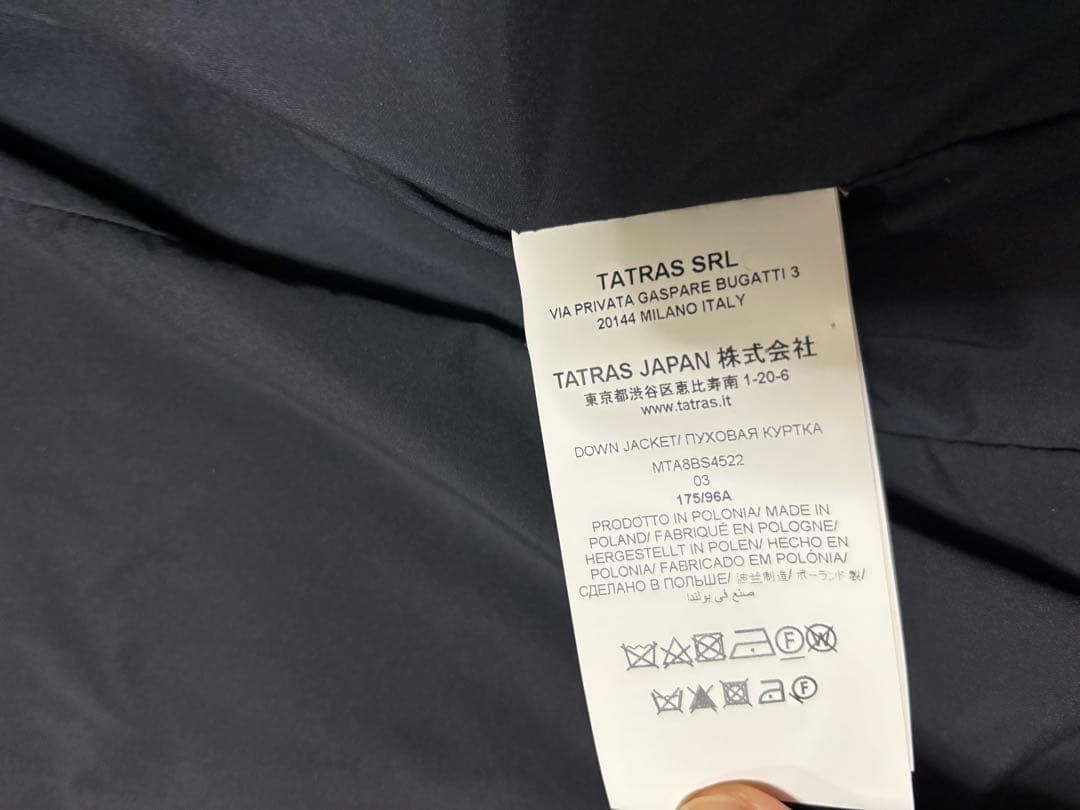 TATRAS SRL
VIA PRIVATA GASPARE BUGATTI 3
20144 MILANO ITALY
TATRAS JAPAN 株式会社
東京都渋谷区恵比寿南 1-20-6
www.tatras.it
DOWN JACKET/ ПУХОВАЯ КУРТКА
MTA8BS4522
03
175/96A
PRODOTTO IN POLONIA/ MADE IN
POLAND/ FABRIQUÉ EN POLOGNE/
HERGESTELLT IN POLEN/ HECHO EN
POLONIA/ FABRICADO EM POLÓNIA/
СДЕЛАНО В ПОЛЬШЕ/ 波兰制造/ ポーランド製/
صنع في بولندا
F W
F